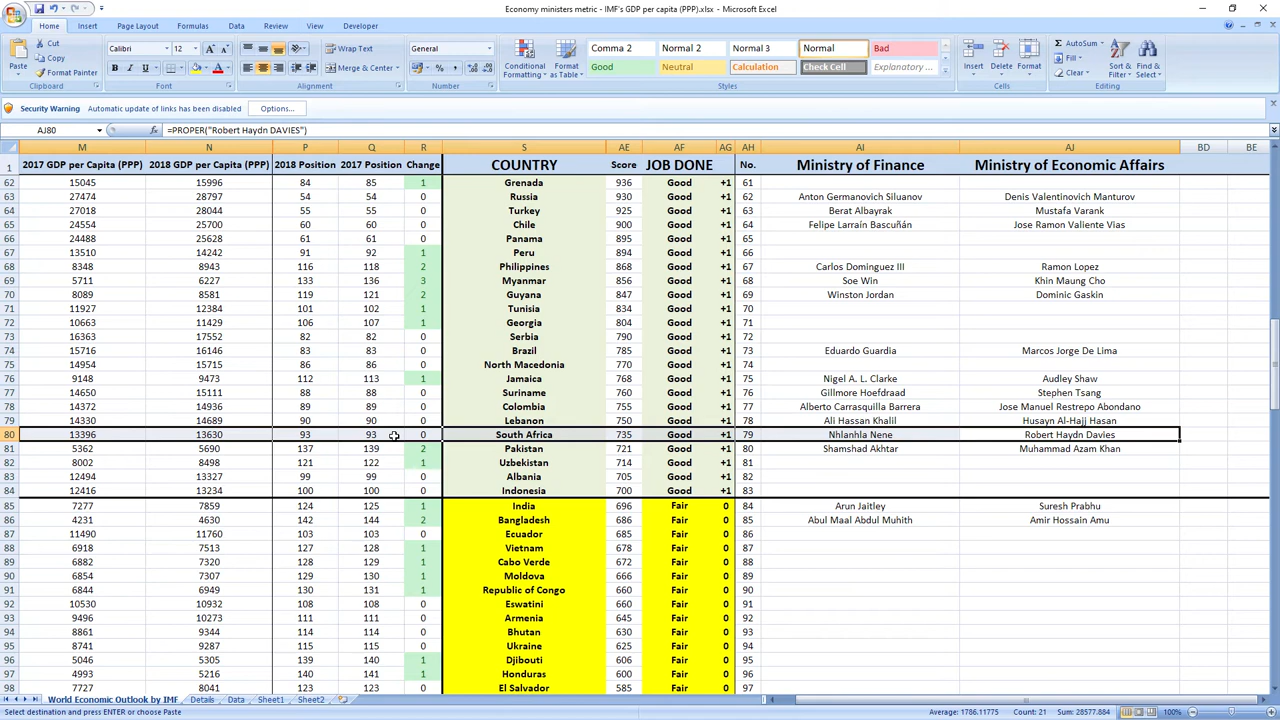 Economy ministers metric - IMF's GDP per capita (PPP).xlsx - Microsoft Excel
Home Insert Page Layout Formulas Data Review View Developer
Cut Calibri 12 Wrap Text General Comma 2 Normal 2 Normal 3 Normal Bad AutoSum
Copy Fill
Paste Format Painter Merge & Center Conditional Formatting Format as Table Good Neutral Calculation Check Cell Explanatory ... Insert Delete Format Clear Sort & Filter Find & Select
Clipboard Font Alignment Number Styles Cells Editing
Security Warning Automatic update of links has been disabled Options...
AJ80 fx =PROPER("Robert Haydn DAVIES")
M N P Q R S AE AF AG AH AI AJ BD BE
1 2017 GDP per Capita (PPP) 2018 GDP per Capita (PPP) 2018 Position 2017 Position Change COUNTRY Score JOB DONE No. Ministry of Finance Ministry of Economic Affairs
62 15045 15996 84 85 1 Grenada 936 Good +1 61
63 27474 28797 54 54 0 Russia 930 Good +1 62 Anton Germanovich Siluanov Denis Valentinovich Manturov
64 27018 28044 55 55 0 Turkey 925 Good +1 63 Berat Albayrak Mustafa Varank
65 24554 25700 60 60 0 Chile 900 Good +1 64 Felipe Larraín Bascuñán Jose Ramon Valiente Vias
66 24488 25628 61 61 0 Panama 895 Good +1 65
67 13510 14242 91 92 1 Peru 894 Good +1 66
68 8348 8943 116 118 2 Philippines 868 Good +1 67 Carlos Dominguez III Ramon Lopez
69 5711 6227 133 136 3 Myanmar 856 Good +1 68 Soe Win Khin Maung Cho
70 8089 8581 119 121 2 Guyana 847 Good +1 69 Winston Jordan Dominic Gaskin
71 11927 12384 101 102 1 Tunisia 834 Good +1 70
72 10663 11429 106 107 1 Georgia 804 Good +1 71
73 16363 17552 82 82 0 Serbia 790 Good +1 72
74 15716 16146 83 83 0 Brazil 785 Good +1 73 Eduardo Guardia Marcos Jorge De Lima
75 14954 15715 86 86 0 North Macedonia 770 Good +1 74
76 9148 9473 112 113 1 Jamaica 768 Good +1 75 Nigel A. L. Clarke Audley Shaw
77 14650 15111 88 88 0 Suriname 760 Good +1 76 Gillmore Hoefdraad Stephen Tsang
78 14372 14936 89 89 0 Colombia 755 Good +1 77 Alberto Carrasquilla Barrera Jose Manuel Restrepo Abondano
79 14330 14689 90 90 0 Lebanon 750 Good +1 78 Ali Hassan Khalil Husayn Al-Hajj Hasan
80 13396 13630 93 93 0 South Africa 735 Good +1 79 Nhlanhla Nene Robert Haydn Davies
81 5362 5690 137 139 2 Pakistan 721 Good +1 80 Shamshad Akhtar Muhammad Azam Khan
82 8002 8498 121 122 1 Uzbekistan 714 Good +1 81
83 12494 13327 99 99 0 Albania 705 Good +1 82
84 12416 13234 100 100 0 Indonesia 700 Good +1 83
85 7277 7859 124 125 1 India 696 Fair 0 84 Arun Jaitley Suresh Prabhu
86 4231 4630 142 144 2 Bangladesh 686 Fair 0 85 Abul Maal Abdul Muhith Amir Hossain Amu
87 11490 11760 103 103 0 Ecuador 685 Fair 0 86
88 6918 7513 127 128 1 Vietnam 678 Fair 0 87
89 6882 7320 128 129 1 Cabo Verde 672 Fair 0 88
90 6854 7307 129 130 1 Moldova 666 Fair 0 89
91 6844 6949 130 131 1 Republic of Congo 660 Fair 0 90
92 10530 10932 108 108 0 Eswatini 660 Fair 0 91
93 9496 10273 111 111 0 Armenia 645 Fair 0 92
94 8861 9344 114 114 0 Bhutan 630 Fair 0 93
95 8741 9287 115 115 0 Ukraine 625 Fair 0 94
96 5046 5305 139 140 1 Djibouti 606 Fair 0 95
97 4993 5216 140 141 1 Honduras 600 Fair 0 96
98 7727 8041 123 123 0 El Salvador 585 Fair 0 97
World Economic Outlook by IMF Details Data Sheet1 Sheet2
Select destination and press ENTER or choose Paste Average: 1786.11775 Count: 21 Sum: 28577.884 100%